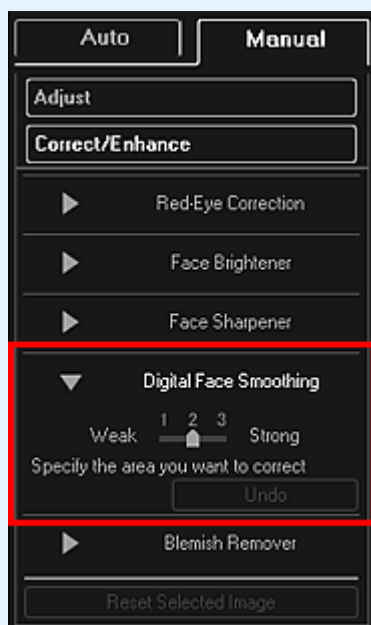 Auto Manual
Adjust
Correct/Enhance
Red-Eye Correction
Face Brightener
Face Sharpener
Digital Face Smoothing
1 2 3
Weak Strong
Specify the area you want to correct
Undo
Blemish Remover
Reset Selected Image